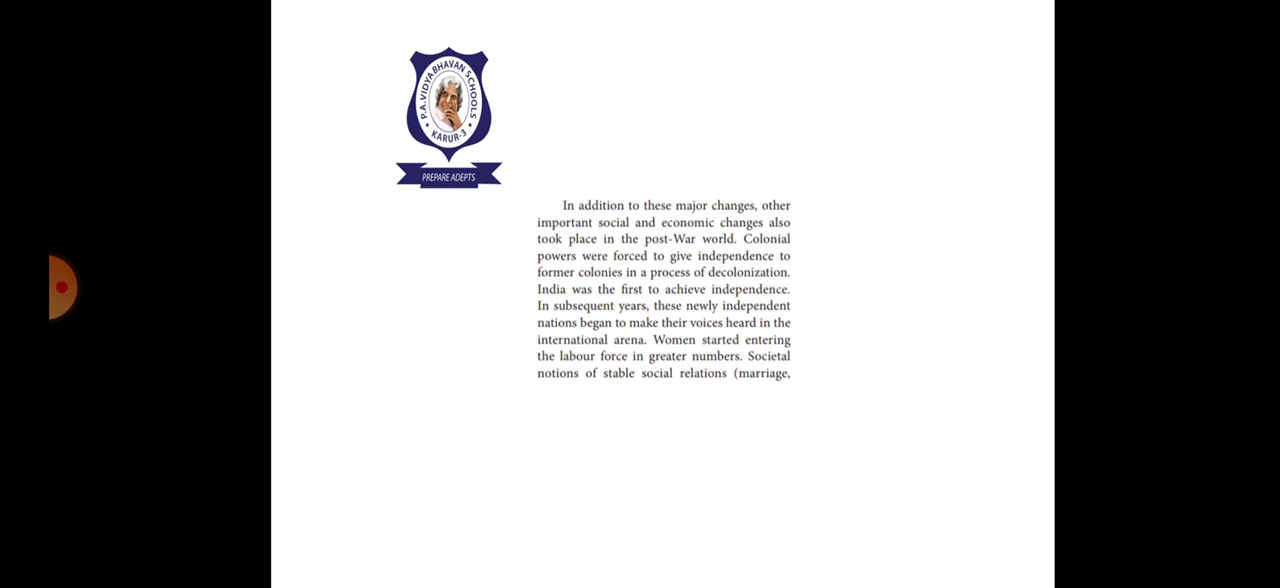 P.A.VIDYA BHAVAN SCHOOLS
KARUR-3
PREPARE ADEPTS
In addition to these major changes, other
important social and economic changes also
took place in the post-War world. Colonial
powers were forced to give independence to
former colonies in a process of decolonization.
India was the first to achieve independence.
In subsequent years, these newly independent
nations began to make their voices heard in the
international arena. Women started entering
the labour force in greater numbers. Societal
notions of stable social relations (marriage,